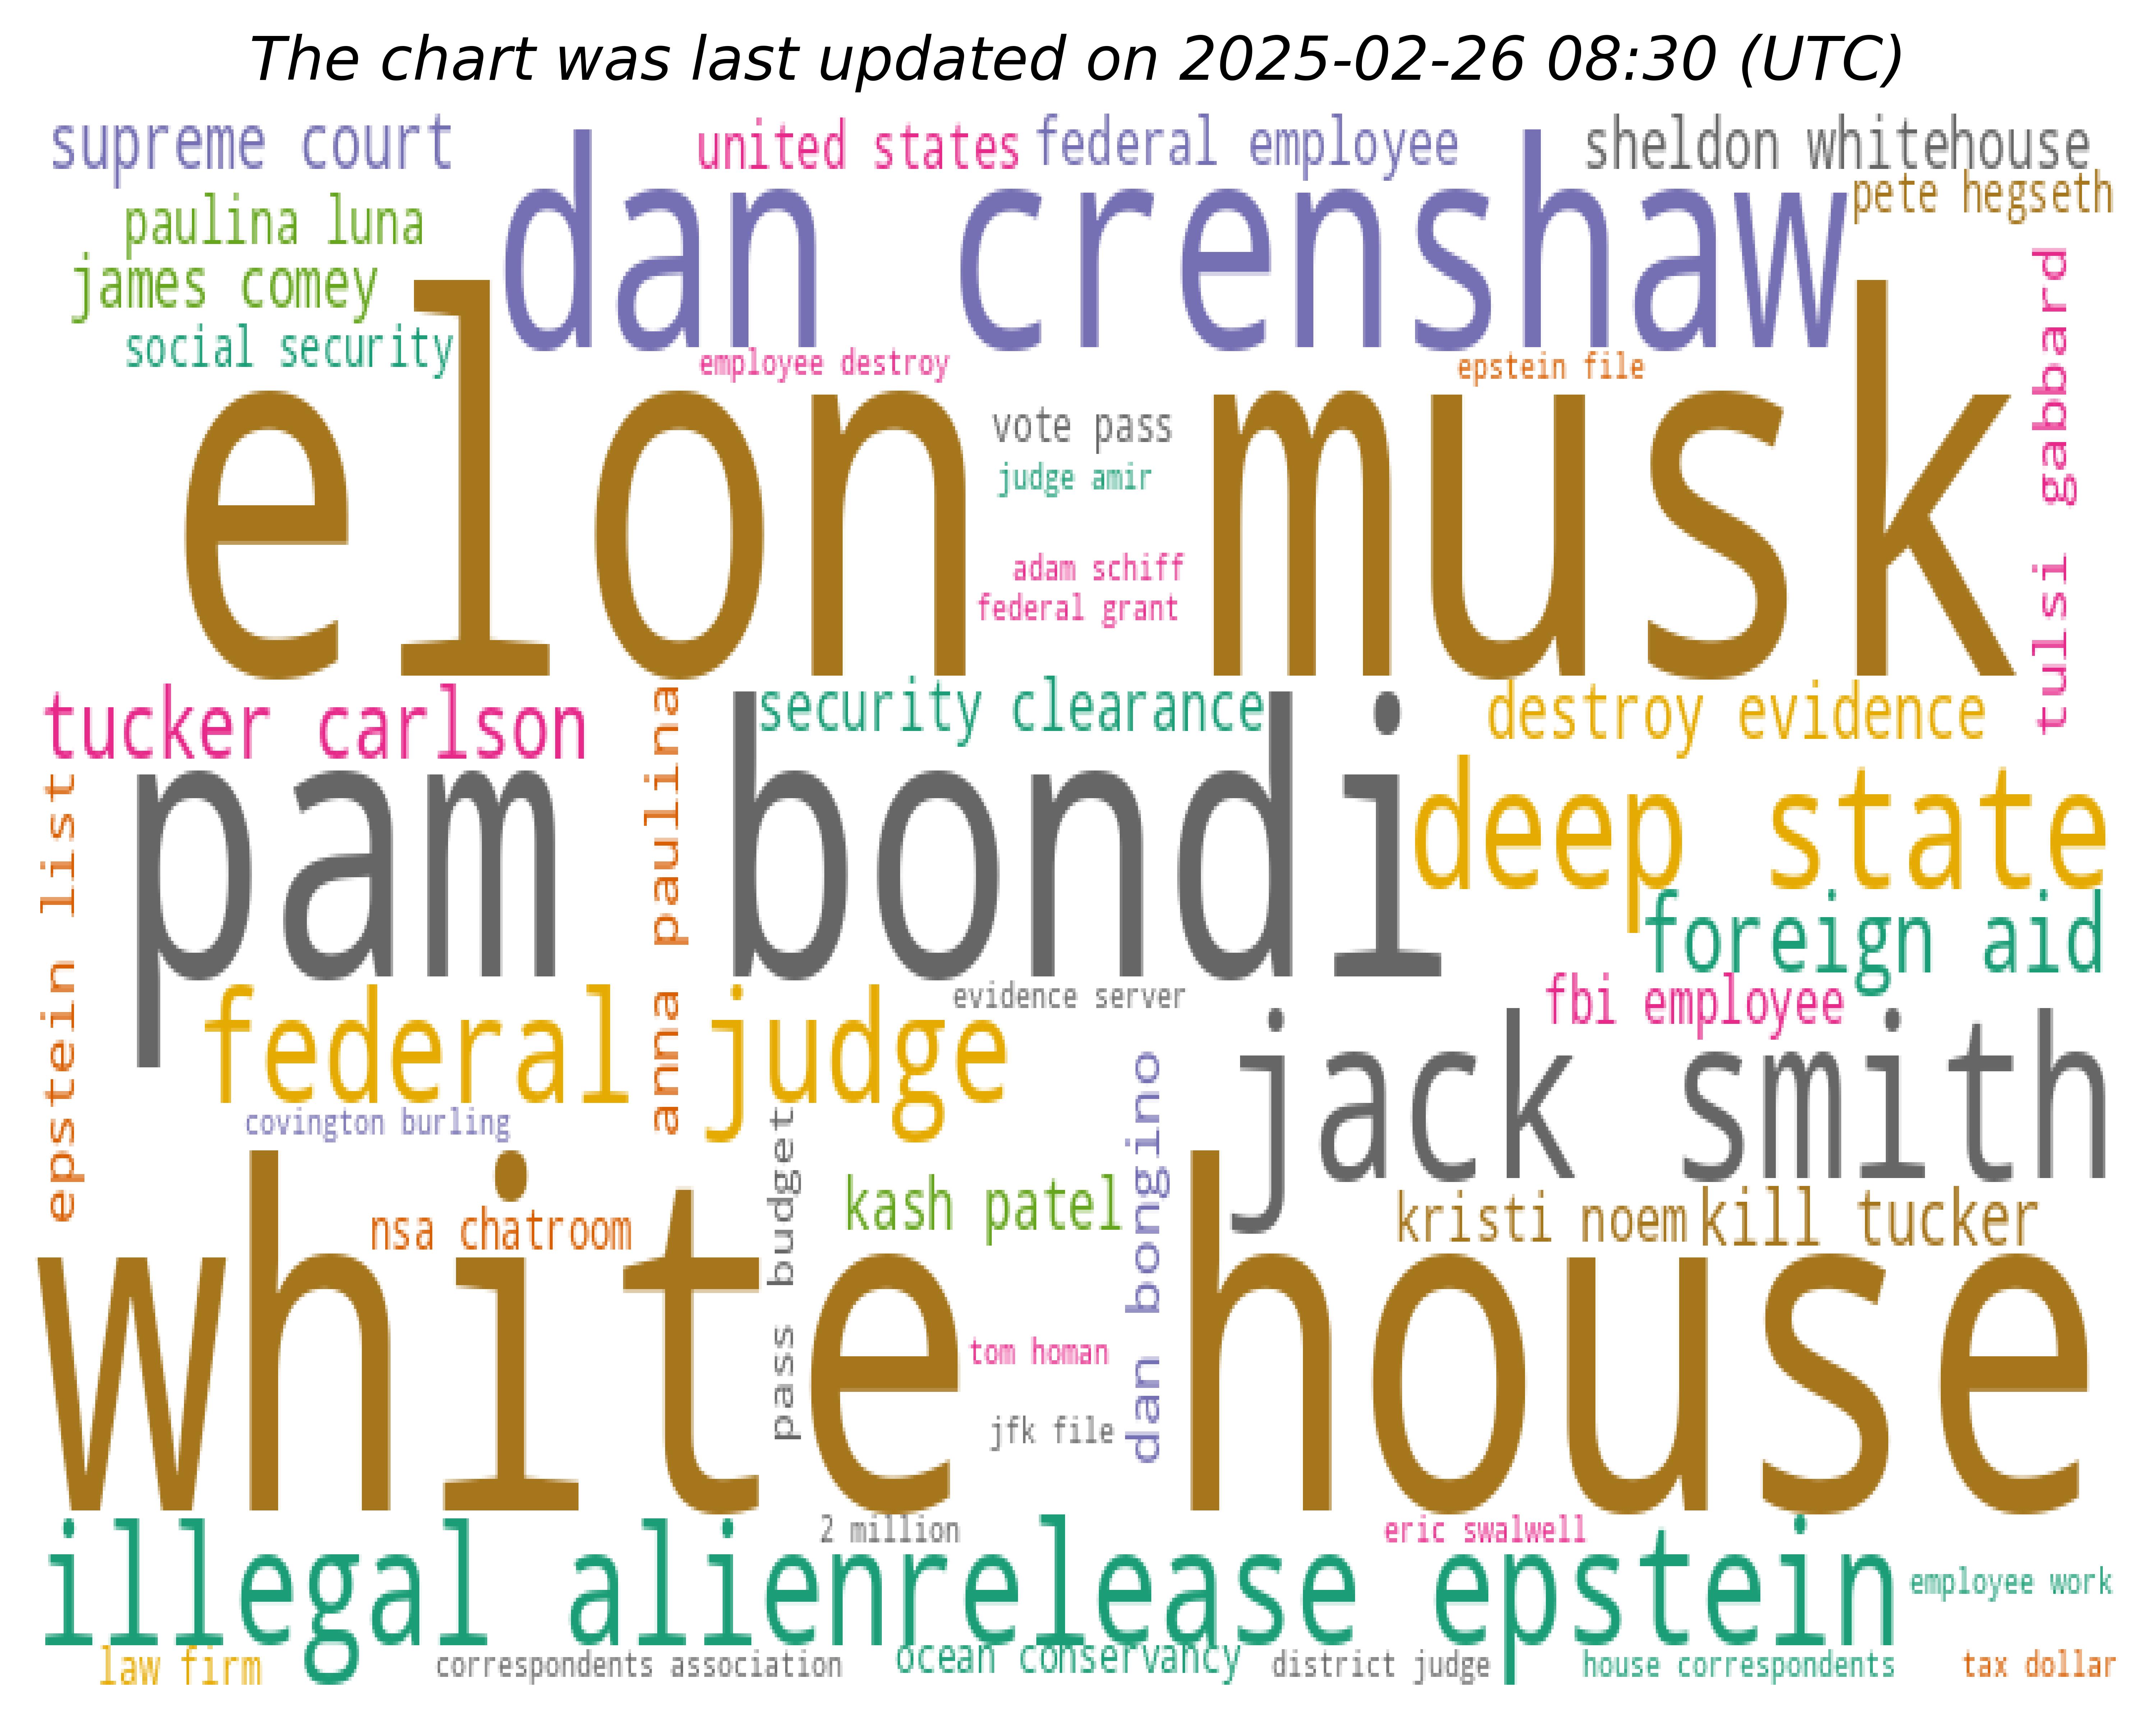 The chart was last updated on 2025-02-26 08:30 (UTC)
supreme court
united states
federal employee
sheldon whitehouse
pete hegseth
paulina luna
dan crenshaw
james comey
social security
employee destroy
epstein file
tulsi gabbard
elon musk
vote pass
judge amir
adam schiff
federal grant
tucker carlson
security clearance
destroy evidence
anna paulina
epstein list
pam bondi
deep state
foreign aid
evidence server
fbi employee
federal judge
jack smith
covington burling
pass budget
dan bongino
kash patel
kristi noem
kill tucker
nsa chatroom
white house
tom homan
jfk file
2 million
eric swalwell
illegal alien
release epstein
employee work
law firm
correspondents association
ocean conservancy
district judge
house correspondents
tax dollar